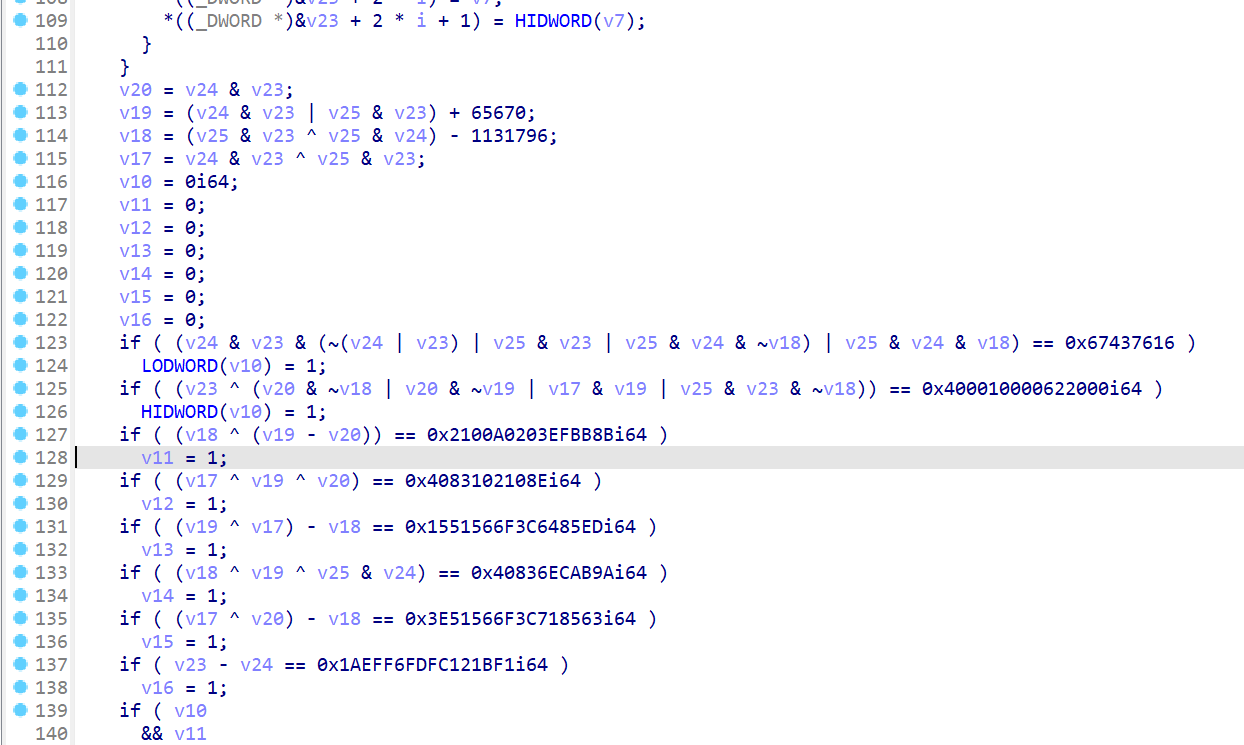 108 *((_DWORD *)&v23 + 2 * i) = v7;
109 *((_DWORD *)&v23 + 2 * i + 1) = HIDWORD(v7);
110 }
111 }
112 v20 = v24 & v23;
113 v19 = (v24 & v23 | v25 & v23) + 65670;
114 v18 = (v25 & v23 ^ v25 & v24) - 1131796;
115 v17 = v24 & v23 ^ v25 & v23;
116 v10 = 0i64;
117 v11 = 0;
118 v12 = 0;
119 v13 = 0;
120 v14 = 0;
121 v15 = 0;
122 v16 = 0;
123 if ( (v24 & v23 & (~(v24 | v23) | v25 & v23 | v25 & v24 & ~v18) | v25 & v24 & v18) == 0x67437616 )
124 LODWORD(v10) = 1;
125 if ( (v23 ^ (v20 & ~v18 | v20 & ~v19 | v17 & v19 | v25 & v23 & ~v18)) == 0x400010000622000i64 )
126 HIDWORD(v10) = 1;
127 if ( (v18 ^ (v19 - v20)) == 0x2100A0203EFBB8Bi64 )
128 v11 = 1;
129 if ( (v17 ^ v19 ^ v20) == 0x4083102108Ei64 )
130 v12 = 1;
131 if ( (v19 ^ v17) - v18 == 0x1551566F3C6485EDi64 )
132 v13 = 1;
133 if ( (v18 ^ v19 ^ v25 & v24) == 0x40836ECAB9Ai64 )
134 v14 = 1;
135 if ( (v17 ^ v20) - v18 == 0x3E51566F3C718563i64 )
136 v15 = 1;
137 if ( v23 - v24 == 0x1AEFF6FDFC121BF1i64 )
138 v16 = 1;
139 if ( v10
140 && v11